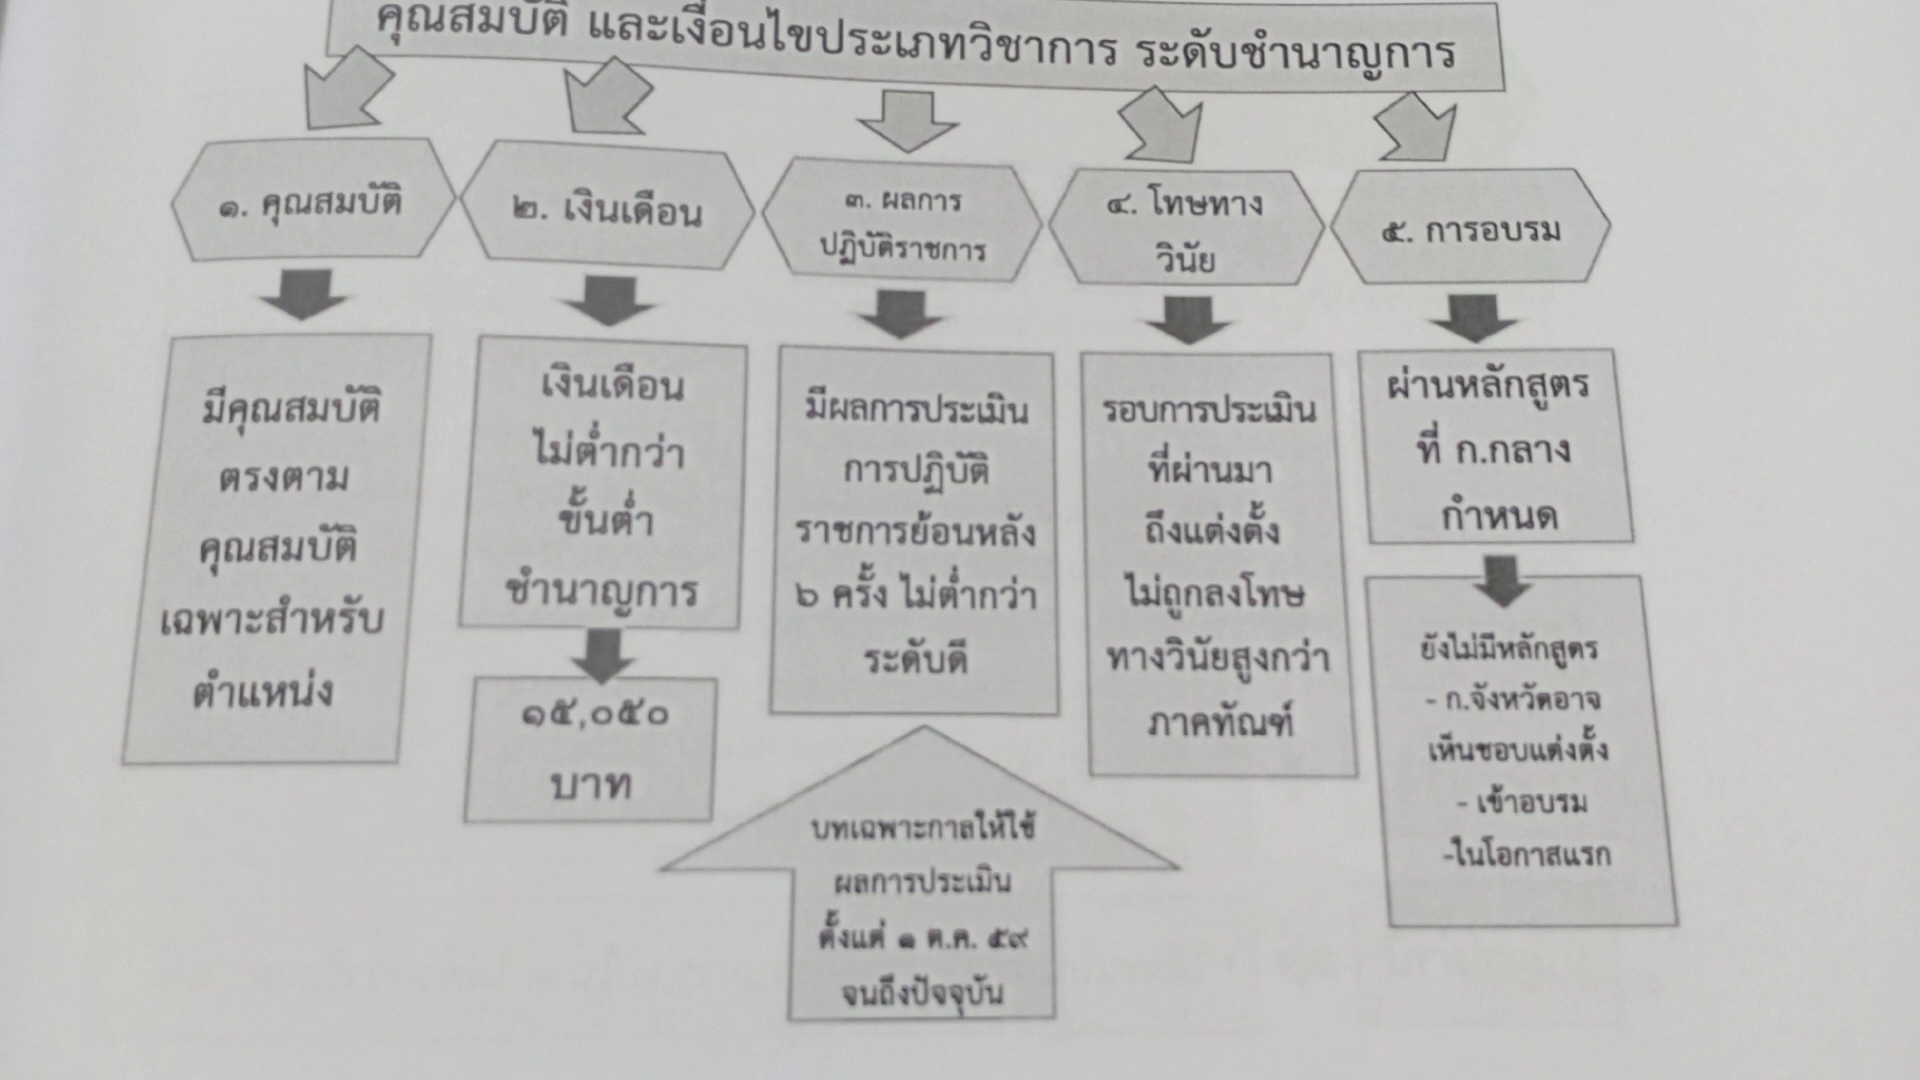 คุณสมบัติ และเงื่อนไขประเภทวิชาการ ระดับชำนาญการ
๑. คุณสมบัติ
มีคุณสมบัติ
ตรงตาม
คุณสมบัติ
เฉพาะสำหรับ
ตำแหน่ง
๒. เงินเดือน
เงินเดือน
ไม่ต่ำกว่า
ขั้นต่ำ
ชำนาญการ
๑๕,๐๕๐
บาท
๓. ผลการ
ปฏิบัติราชการ
มีผลการประเมิน
การปฏิบัติ
ราชการย้อนหลัง
๖ ครั้ง ไม่ต่ำกว่า
ระดับดี
บทเฉพาะกาลให้ใช้
ผลการประเมิน
ตั้งแต่ ๑ ต.ค. ๕๙
จนถึงปัจจุบัน
๔. โทษทาง
วินัย
รอบการประเมิน
ที่ผ่านมา
ถึงแต่งตั้ง
ไม่ถูกลงโทษ
ทางวินัยสูงกว่า
ภาคทัณฑ์
๕. การอบรม
ผ่านหลักสูตร
ที่ ก.กลาง
กำหนด
ยังไม่มีหลักสูตร
- ก.จังหวัดอาจ
เห็นชอบแต่งตั้ง
- เข้าอบรม
-ในโอกาสแรก